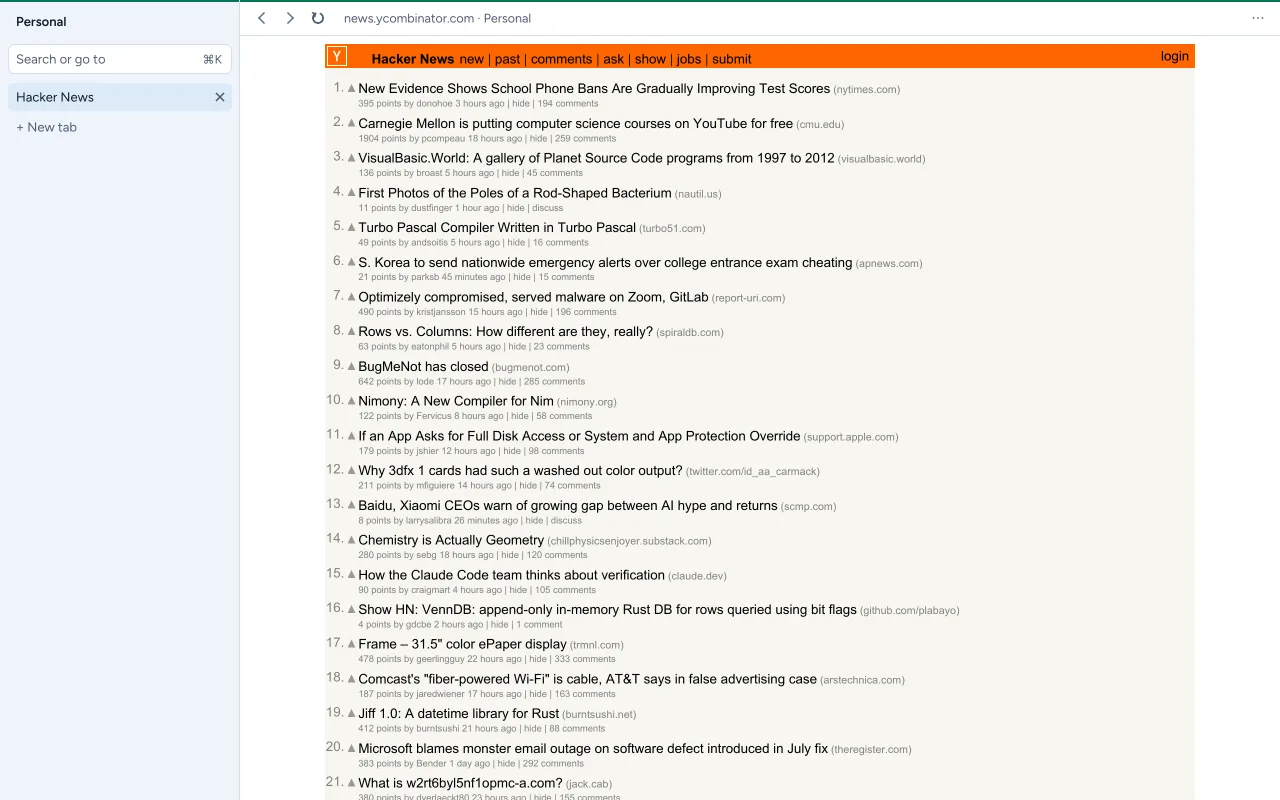 Personal
Search or go to ⌘K
Hacker News
+ New tab
news.ycombinator.com · Personal
Y Hacker News new | past | comments | ask | show | jobs | submit login
1. New Evidence Shows School Phone Bans Are Gradually Improving Test Scores (nytimes.com)
395 points by donohoe 3 hours ago | hide | 194 comments
2. Carnegie Mellon is putting computer science courses on YouTube for free (cmu.edu)
1904 points by pcompeau 18 hours ago | hide | 259 comments
3. VisualBasic.World: A gallery of Planet Source Code programs from 1997 to 2012 (visualbasic.world)
136 points by broast 5 hours ago | hide | 45 comments
4. First Photos of the Poles of a Rod-Shaped Bacterium (nautil.us)
11 points by dustfinger 1 hour ago | hide | discuss
5. Turbo Pascal Compiler Written in Turbo Pascal (turbo51.com)
49 points by andsoitis 5 hours ago | hide | 16 comments
6. S. Korea to send nationwide emergency alerts over college entrance exam cheating (apnews.com)
21 points by parksb 45 minutes ago | hide | 15 comments
7. Optimizely compromised, served malware on Zoom, GitLab (report-uri.com)
490 points by kristjansson 15 hours ago | hide | 196 comments
8. Rows vs. Columns: How different are they, really? (spiraldb.com)
63 points by eatonphil 5 hours ago | hide | 23 comments
9. BugMeNot has closed (bugmenot.com)
642 points by lode 17 hours ago | hide | 285 comments
10. Nimony: A New Compiler for Nim (nimony.org)
122 points by Fervicus 8 hours ago | hide | 58 comments
11. If an App Asks for Full Disk Access or System and App Protection Override (support.apple.com)
179 points by jshier 12 hours ago | hide | 98 comments
12. Why 3dfx 1 cards had such a washed out color output? (twitter.com/id_aa_carmack)
211 points by mfiguiere 14 hours ago | hide | 74 comments
13. Baidu, Xiaomi CEOs warn of growing gap between AI hype and returns (scmp.com)
8 points by larrysalibra 26 minutes ago | hide | discuss
14. Chemistry is Actually Geometry (chillphysicsenjoyer.substack.com)
280 points by sebg 18 hours ago | hide | 120 comments
15. How the Claude Code team thinks about verification (claude.dev)
90 points by craigmart 4 hours ago | hide | 105 comments
16. Show HN: VennDB: append-only in-memory Rust DB for rows queried using bit flags (github.com/plabayo)
4 points by gdcbe 2 hours ago | hide | 1 comment
17. Frame – 31.5" color ePaper display (trmnl.com)
478 points by geerlingguy 22 hours ago | hide | 333 comments
18. Comcast's "fiber-powered Wi-Fi" is cable, AT&T says in false advertising case (arstechnica.com)
187 points by jaredwiener 17 hours ago | hide | 163 comments
19. Jiff 1.0: A datetime library for Rust (burntsushi.net)
412 points by burntsushi 21 hours ago | hide | 88 comments
20. Microsoft blames monster email outage on software defect introduced in July fix (theregister.com)
383 points by Bender 1 day ago | hide | 292 comments
21. What is w2rt6byl5nf1opmc-a.com? (jack.cab)
380 points by dverlaeckt80 23 hours ago | hide | 155 comments